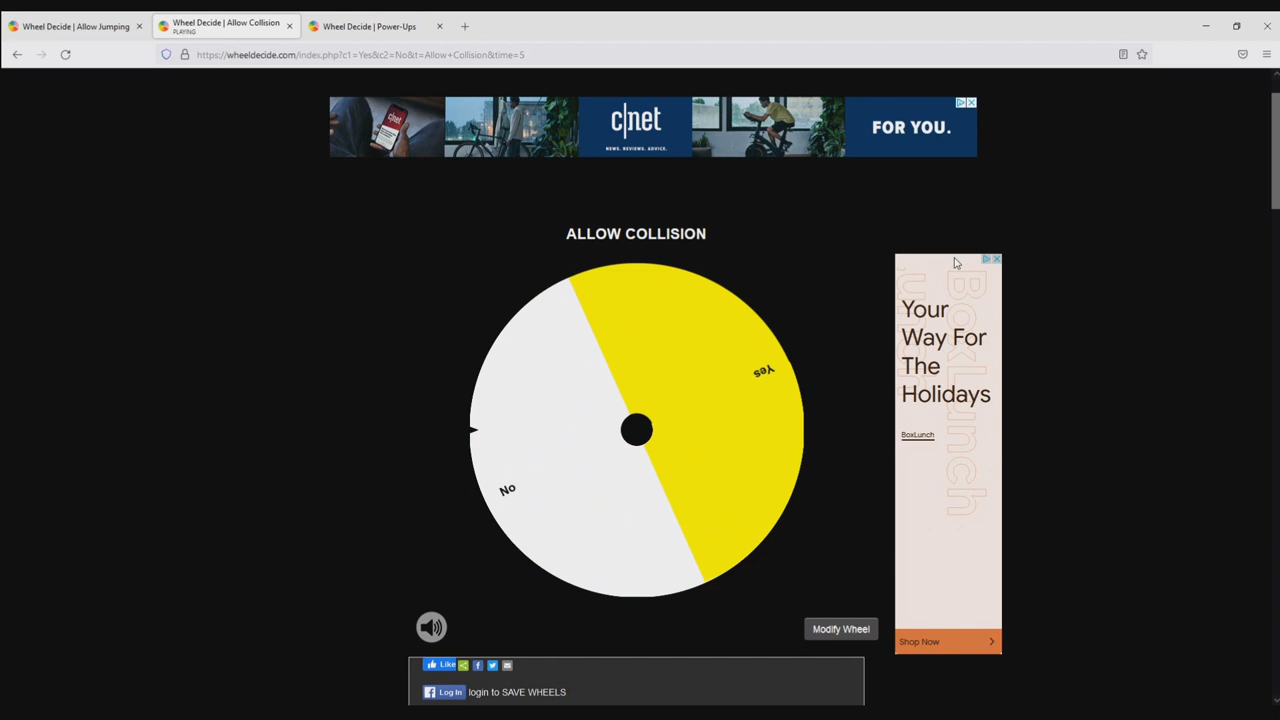 Wheel Decide | Allow Jumping
Wheel Decide | Allow Collision
PLAYING
Wheel Decide | Power-Ups
https://wheeldecide.com/index.php?c1=Yes&c2=No&t=Allow+Collision&time=5
cnet
c|net
NEWS. REVIEWS. ADVICE.
FOR YOU.
ALLOW COLLISION
Yes
No
BoxLunch
Your
Way For
The
Holidays
BoxLunch
Shop Now
Modify Wheel
Like
Log In
login to SAVE WHEELS